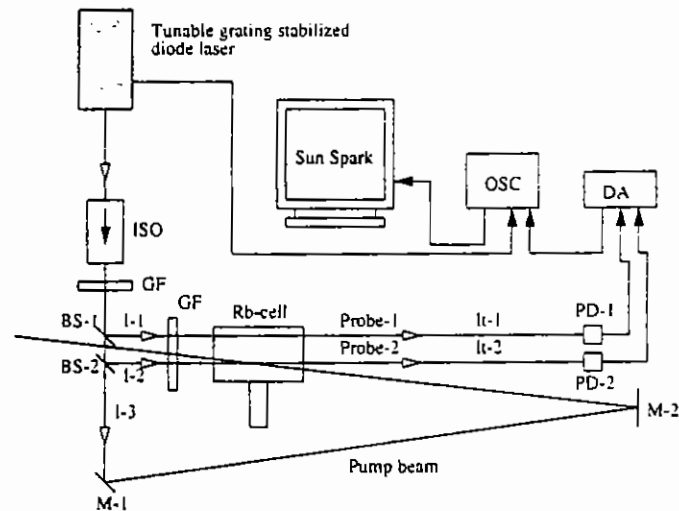 Tunable grating stabilized
diode laser
Sun Spark
OSC
DA
ISO
GF
GF
Rb-cell
BS-1
I-1
Probe-1
It-1
PD-1
BS-2
I-2
Probe-2
It-2
PD-2
I-3
M-2
Pump beam
M-1